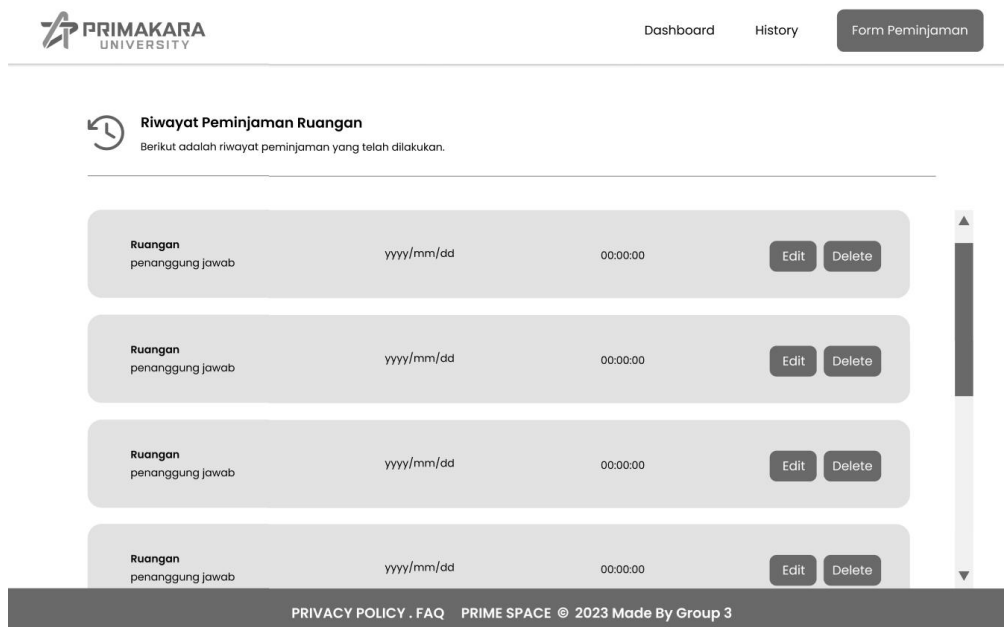 PRIMAKARA
UNIVERSITY
Dashboard
History
Form Peminjaman
Riwayat Peminjaman Ruangan
Berikut adalah riwayat peminjaman yang telah dilakukan.
Ruangan
penanggung jawab
yyyy/mm/dd
00:00:00
Edit
Delete
Ruangan
penanggung jawab
yyyy/mm/dd
00:00:00
Edit
Delete
Ruangan
penanggung jawab
yyyy/mm/dd
00:00:00
Edit
Delete
Ruangan
penanggung jawab
yyyy/mm/dd
00:00:00
Edit
Delete
PRIVACY POLICY . FAQ PRIME SPACE © 2023 Made By Group 3